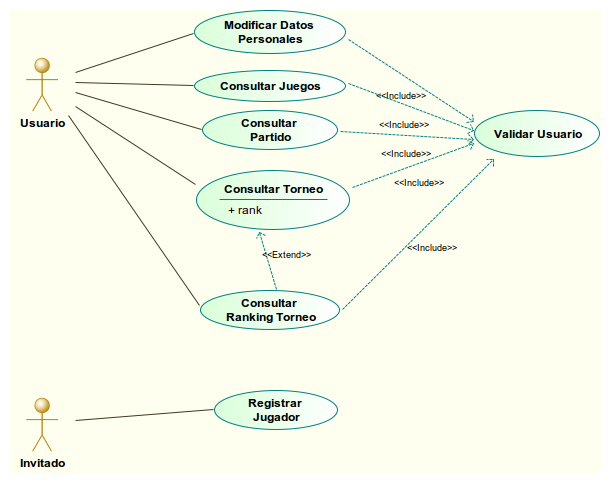 Modificar Datos
Personales
Usuario
Consultar Juegos
<<Include>>
Consultar
Partido
<<Include>>
Validar Usuario
<<Include>>
Consultar Torneo
<<Include>>
+ rank
<<Extend>>
<<Include>>
Consultar
Ranking Torneo
Registrar
Jugador
Invitado